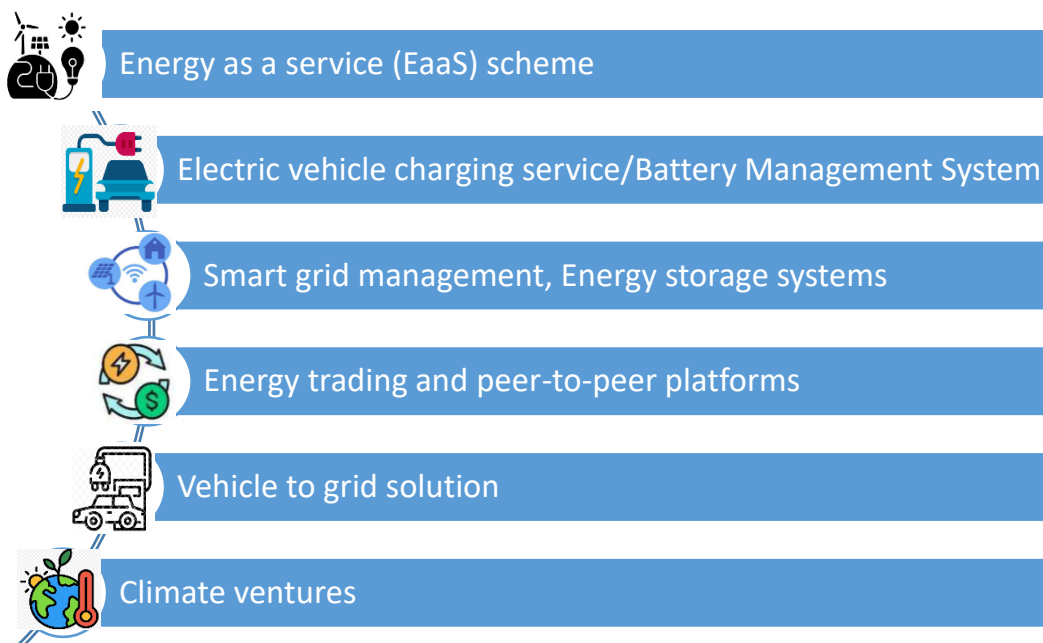 Energy as a service (EaaS) scheme
Electric vehicle charging service/Battery Management System
Smart grid management, Energy storage systems
Energy trading and peer-to-peer platforms
Vehicle to grid solution
Climate ventures